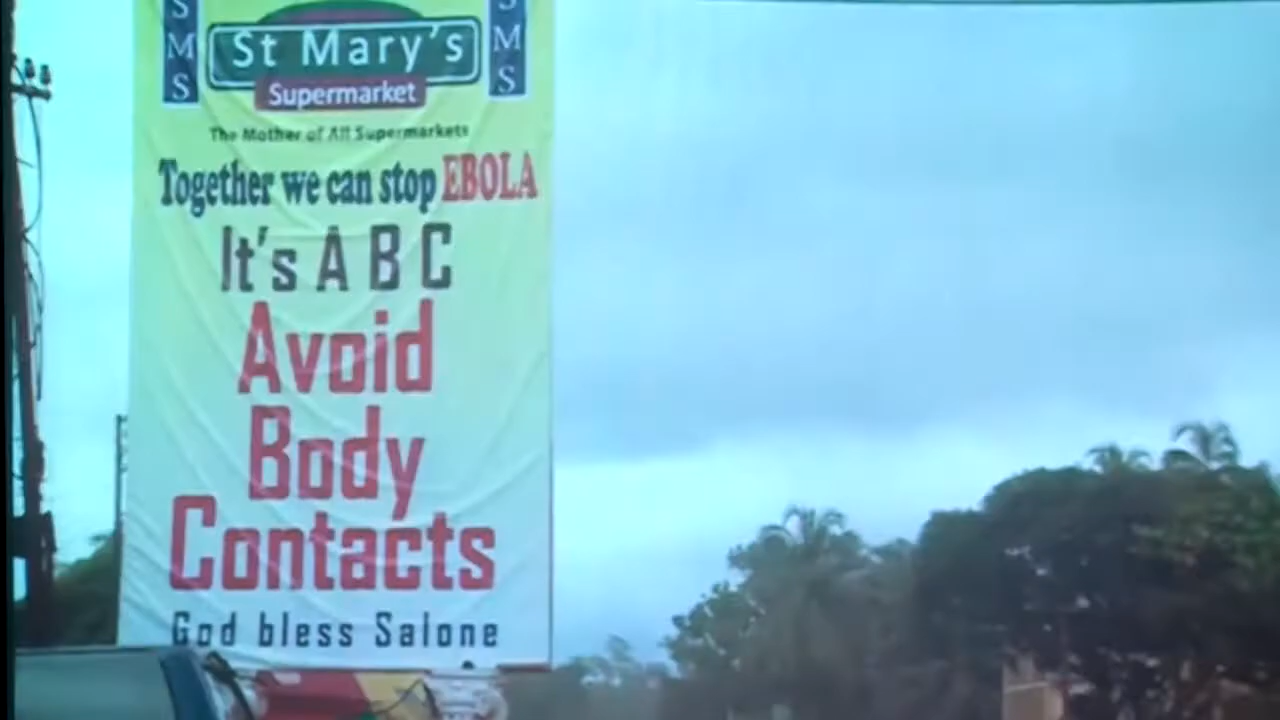 SMS
SMS
St Mary's
Supermarket
The Mother of All Supermarkets
Together we can stop EBOLA
It's A B C
Avoid
Body
Contacts
God bless Salone